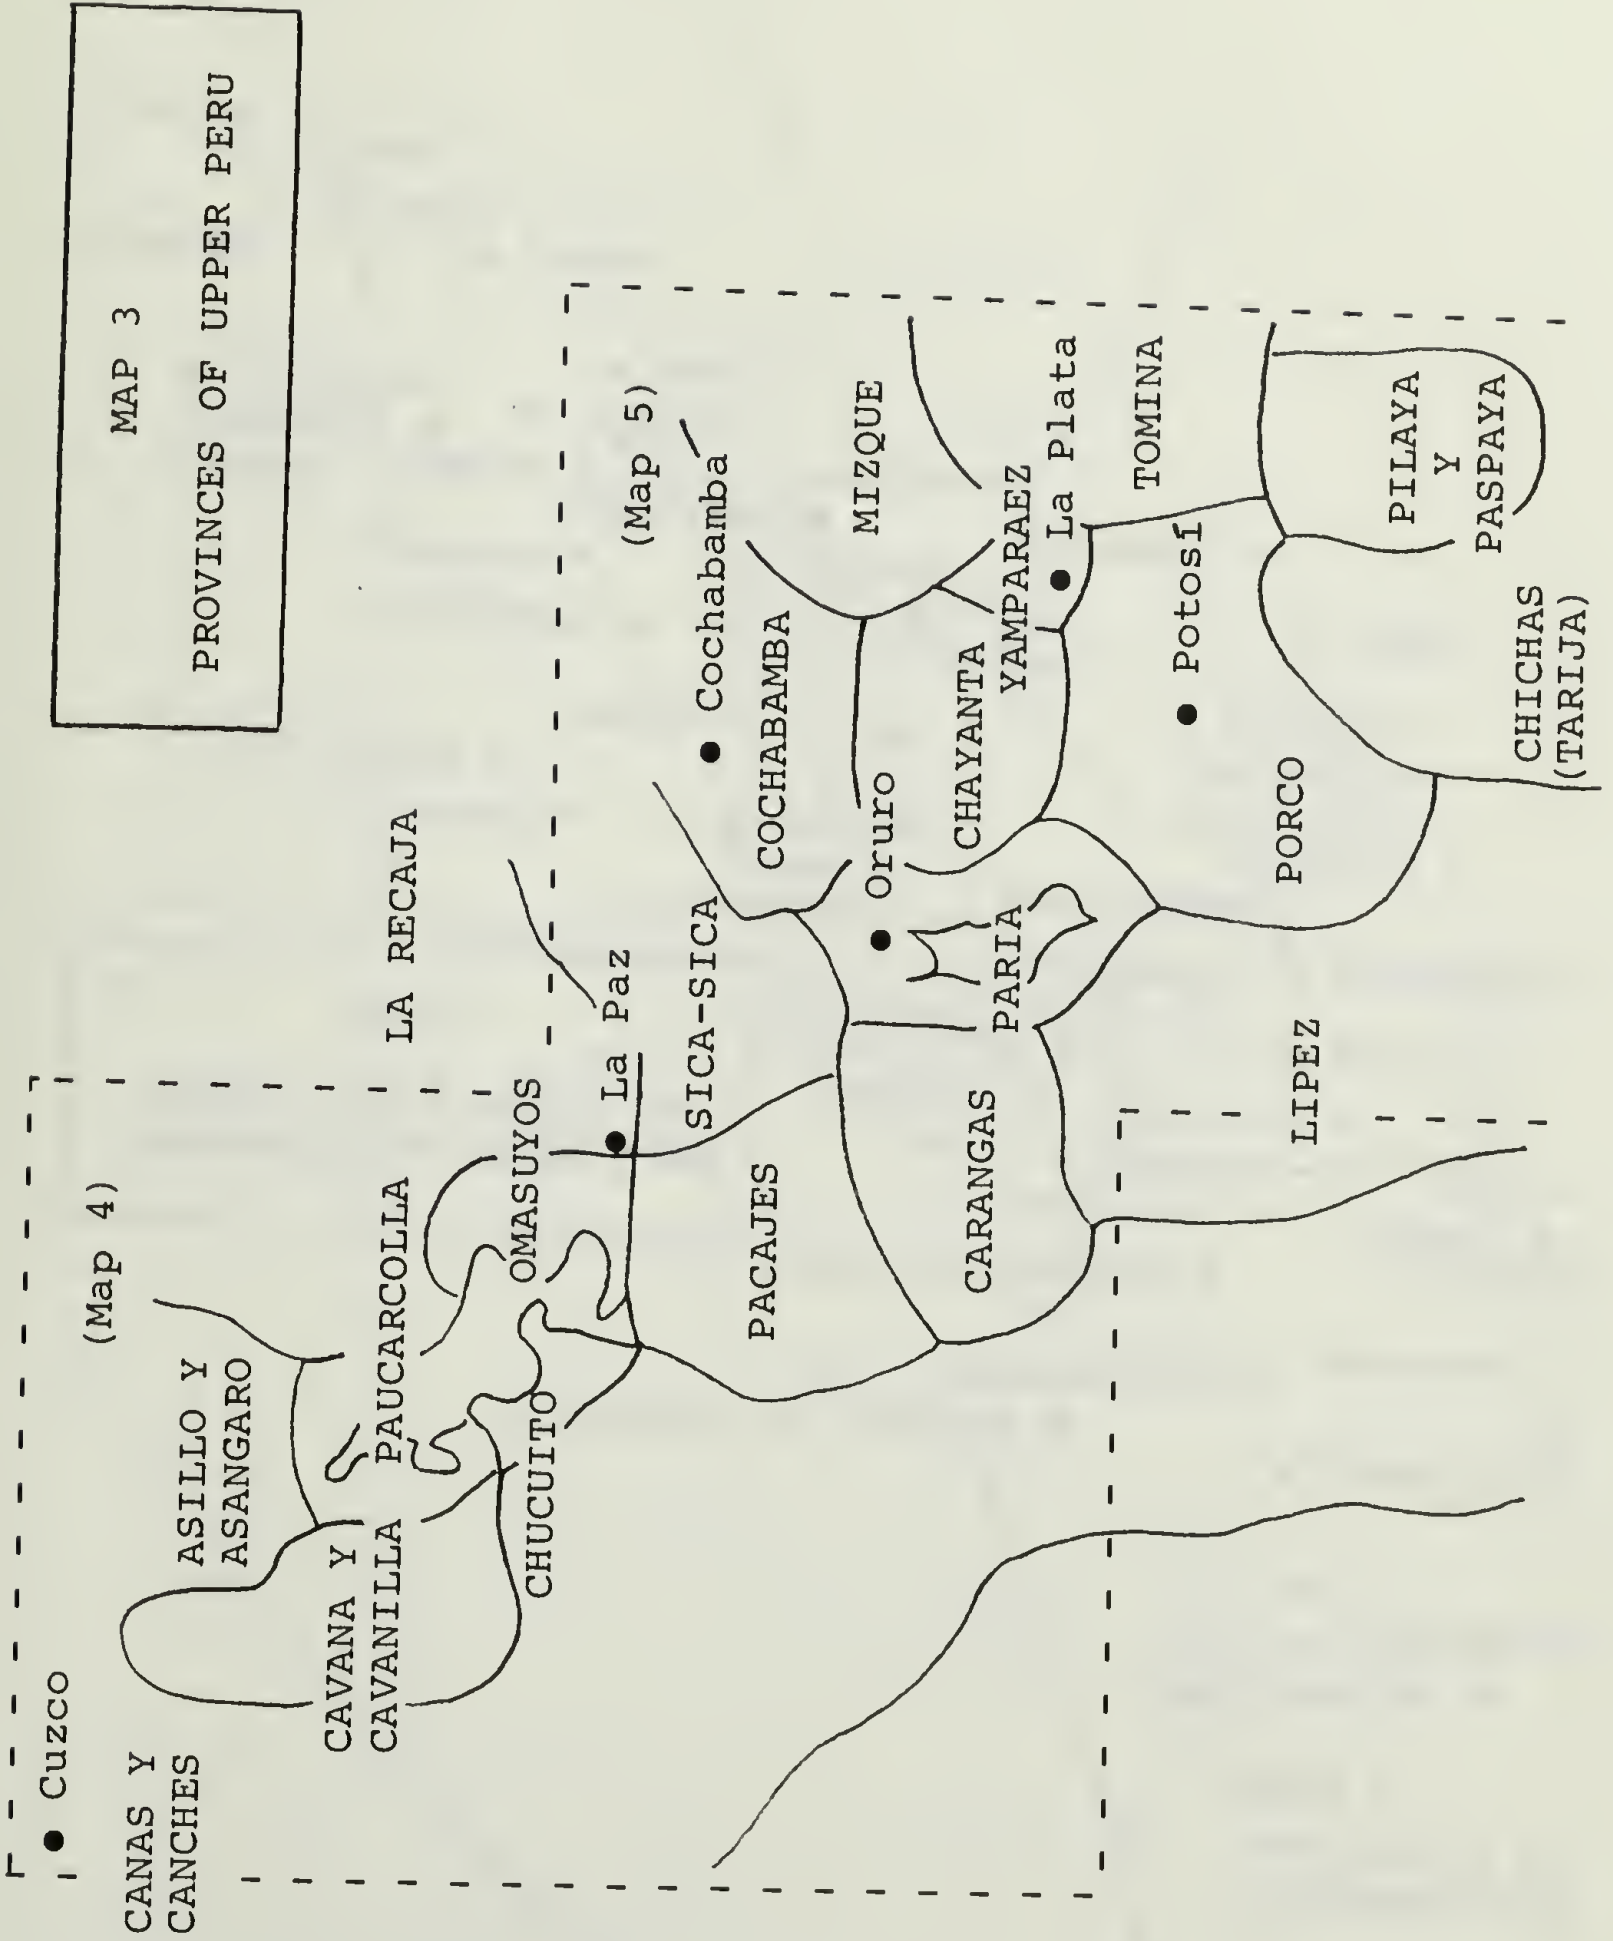 MAP 3
PROVINCES OF UPPER PERU
Cuzco
(Map 4)
CANAS Y
CANCHES
ASILLO Y
ASANGARO
CAVANA Y
CAVANILLA
PAUCARCOLLA
LA RECAJA
OMASUYOS
CHUCUITO
La Paz
(Map 5)
SICA-SICA
Cochabamba
COCHABAMBA
PACAJES
MIZQUE
Oruro
CHAYANTA
CARANGAS
PARIA
YAMPARAEZ
La Plata
TOMINA
Potosí
PORCO
LIPEZ
PILAYA
Y
PASPAYA
CHICHAS
(TARIJA)